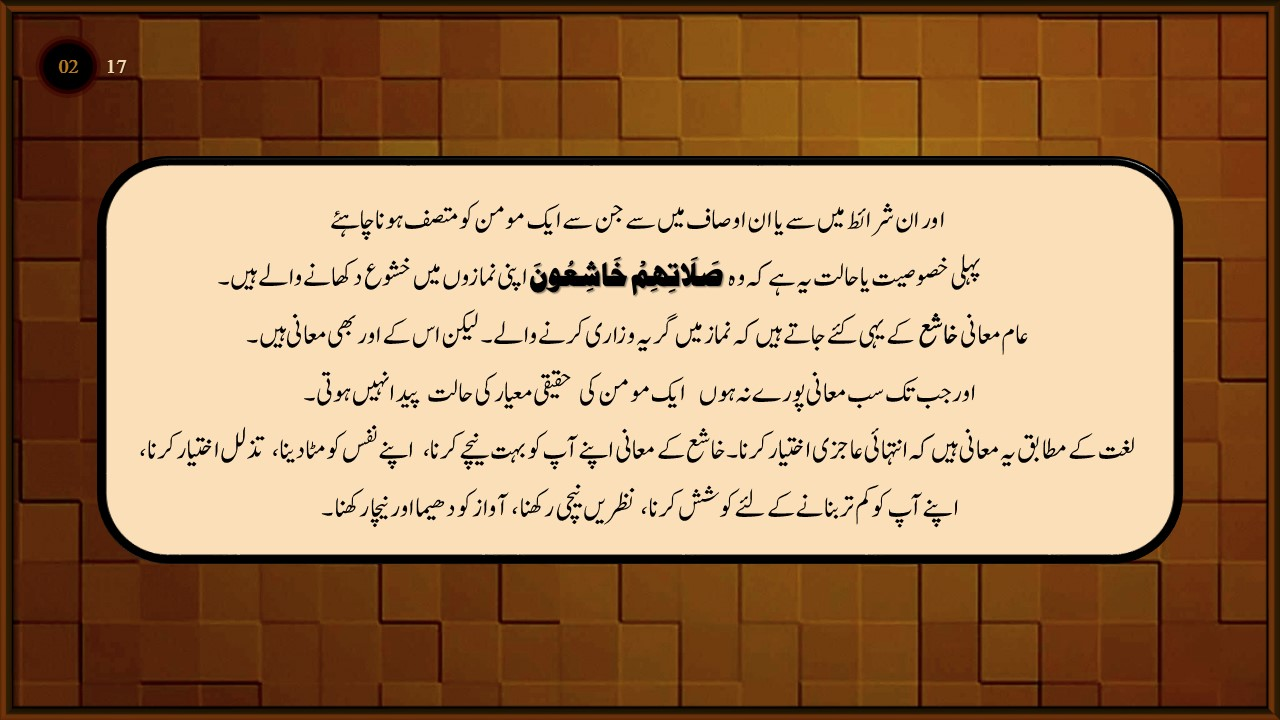 02 17
اور ان شرائط میں سے یا ان اوصاف میں سے جن سے ایک مومن کو متصف ہونا چاہئے
پہلی خصوصیت یا حالت یہ ہے کہ وہ صَلَاتِهِمْ خَاشِعُونَ اپنی نمازوں میں خشوع دکھانے والے ہیں۔
عام معانی خاشع کے یہی کئے جاتے ہیں کہ نماز میں گریہ وزاری کرنے والے۔ لیکن اس کے اور بھی معانی ہیں۔
اور جب تک سب معانی پورے نہ ہوں ایک مومن کی حقیقی معیار کی حالت پیدا نہیں ہوتی۔
لغت کے مطابق یہ معانی ہیں کہ انتہائی عاجزی اختیار کرنا۔ خاشع کے معانی اپنے آپ کو بہت نیچے کرنا، اپنے نفس کو مٹا دینا، تذلل اختیار کرنا،
اپنے آپ کو کم تر بنانے کے لئے کوشش کرنا، نظریں نیچی رکھنا، آواز کو دھیما اور نیچا رکھنا۔